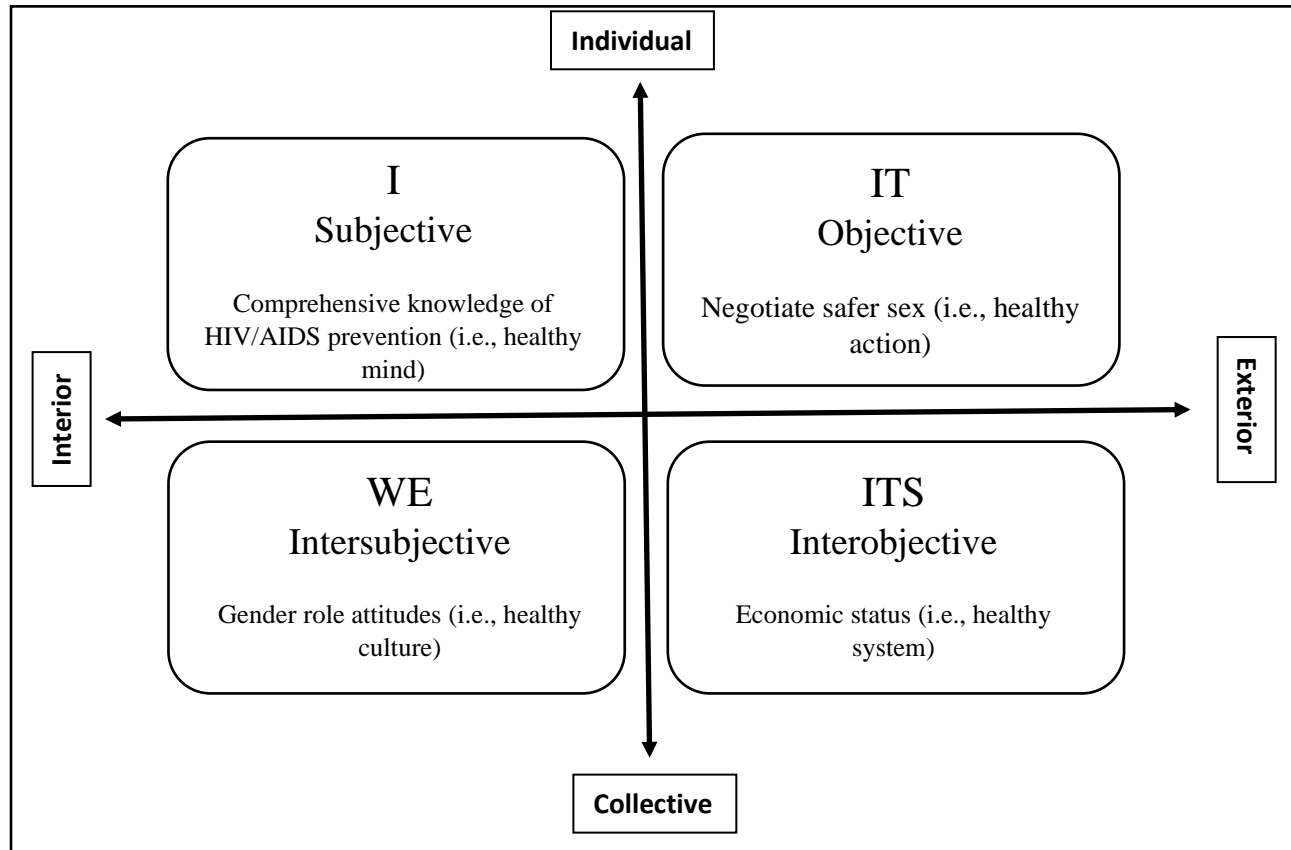 Individual
I
Subjective
Comprehensive knowledge of
HIV/AIDS prevention (i.e., healthy
mind)
IT
Objective
Negotiate safer sex (i.e., healthy
action)
Interior
Exterior
WE
Intersubjective
Gender role attitudes (i.e., healthy
culture)
ITS
Interobjective
Economic status (i.e., healthy
system)
Collective